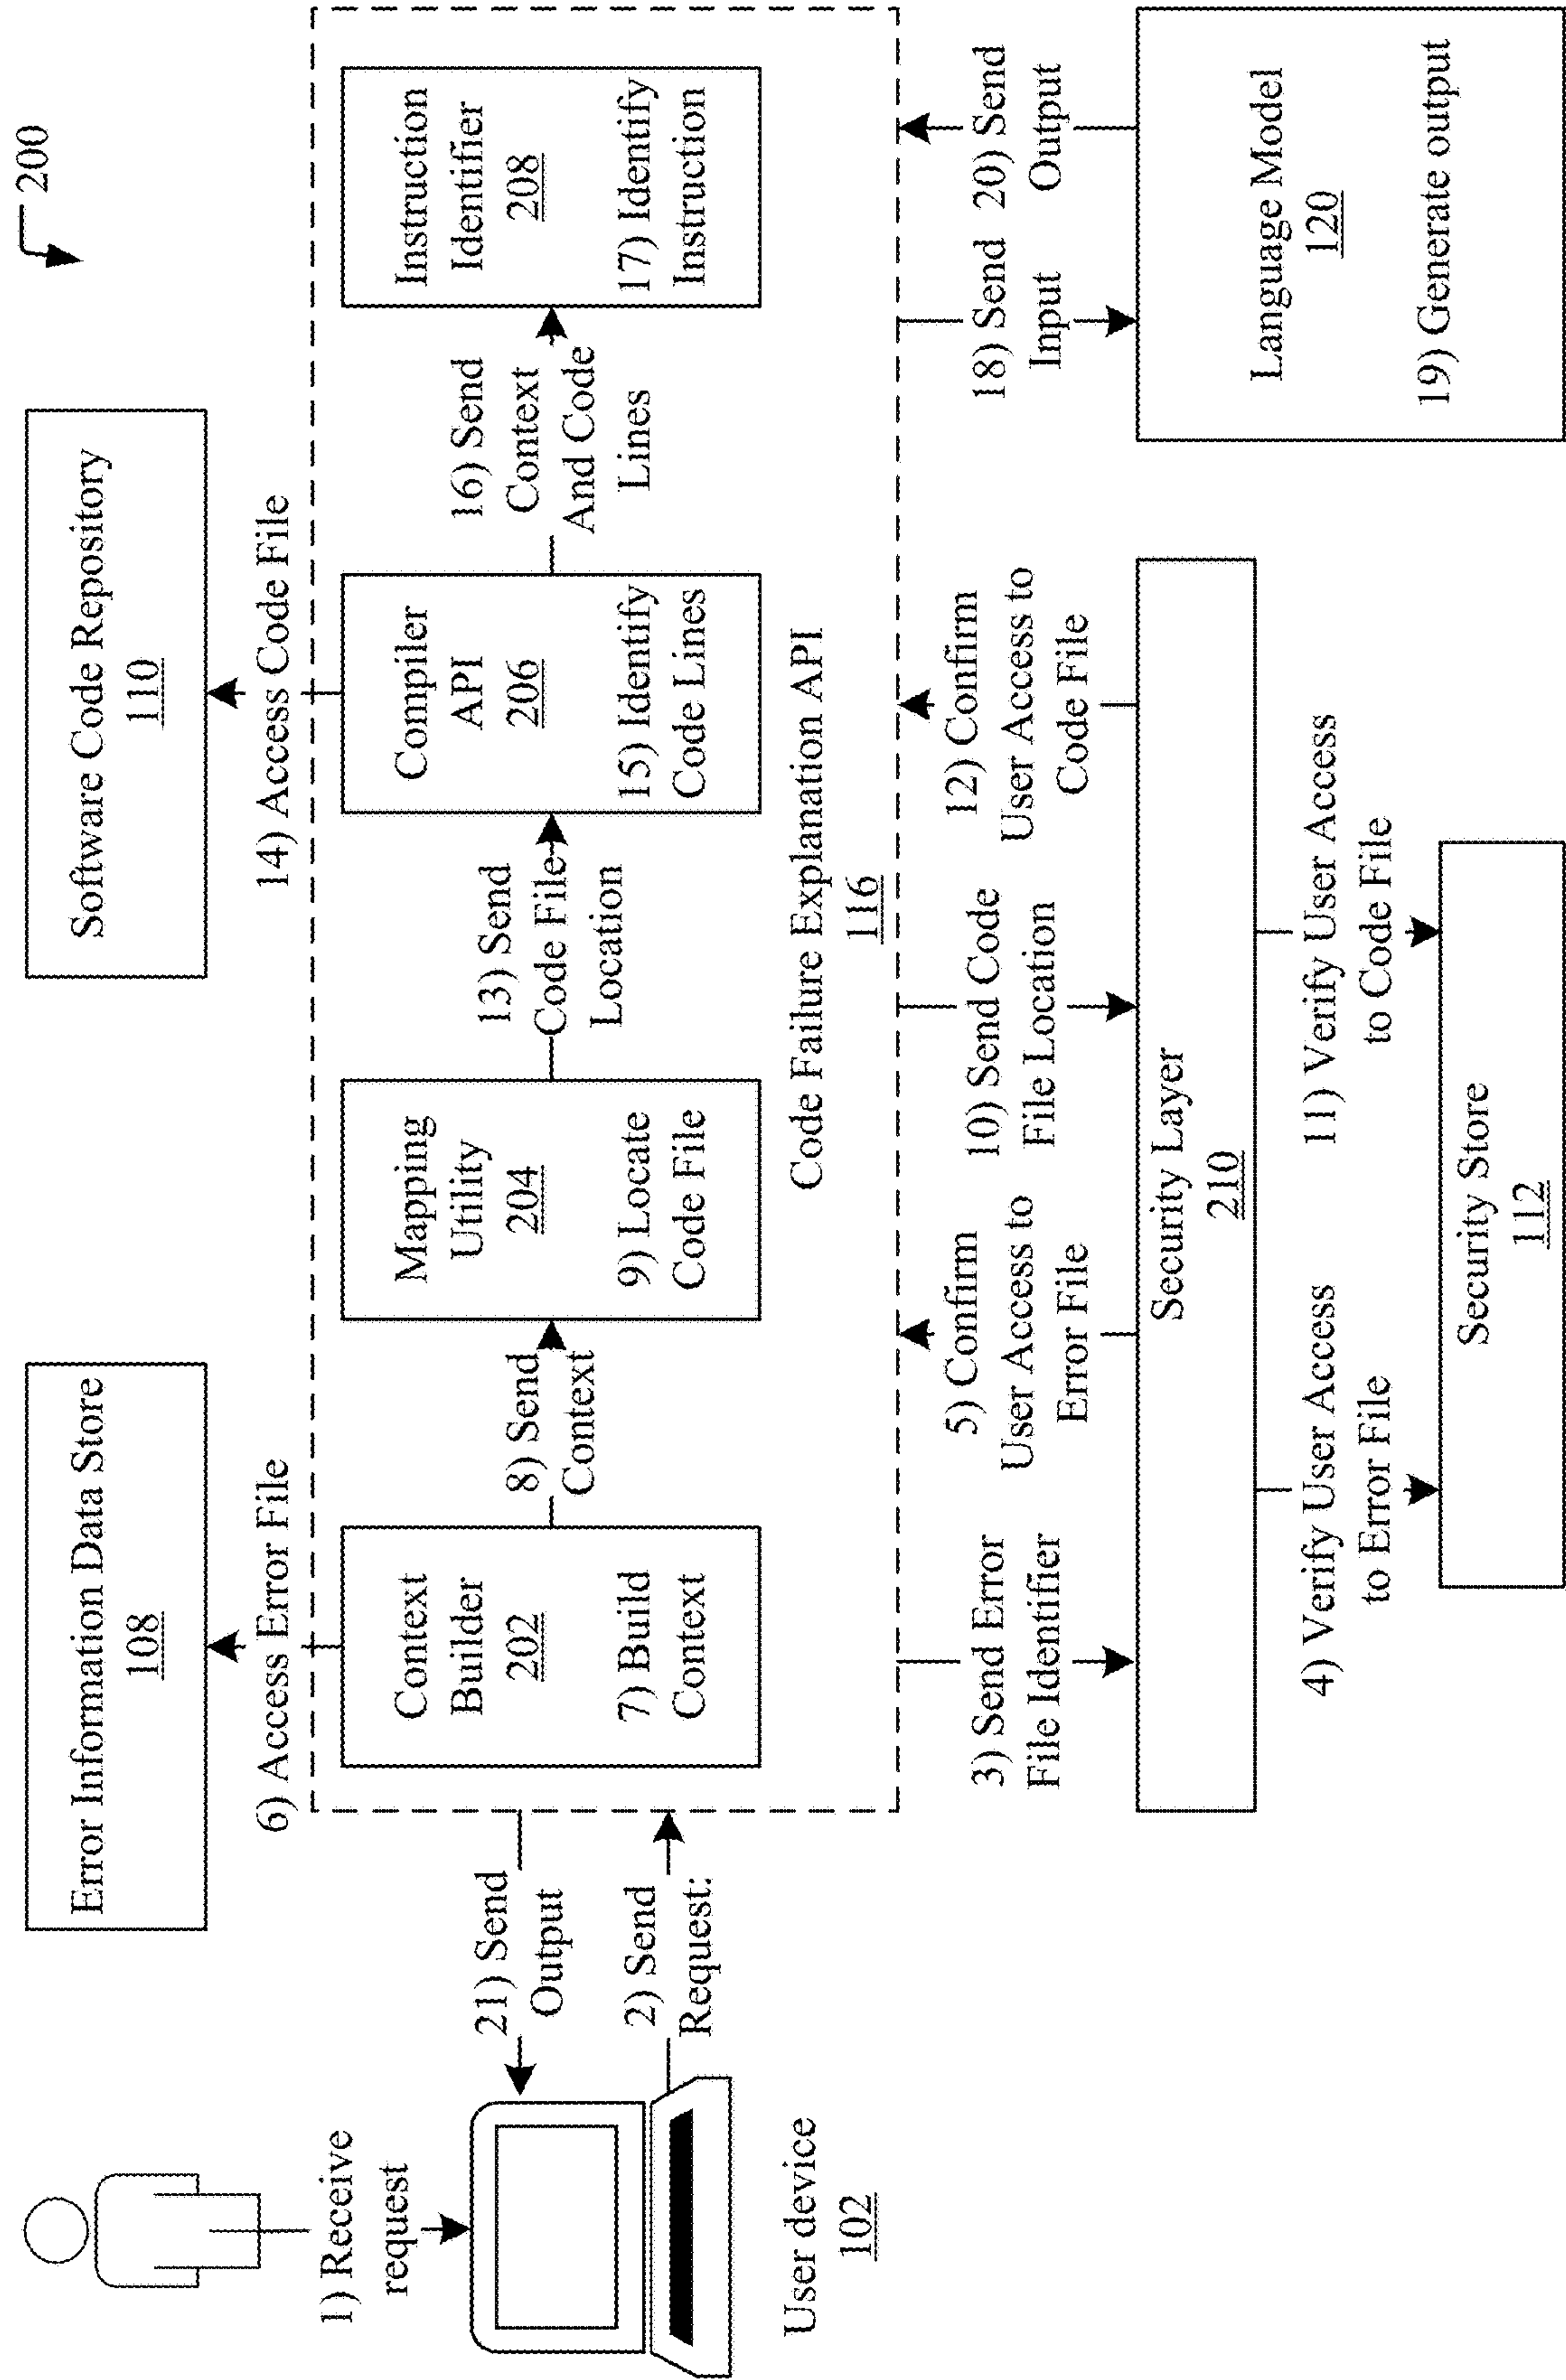 200
1) Receive
request
User device
102
21) Send
Output
2) Send
Request:
Error Information Data Store
108
6) Access Error File
Software Code Repository
110
14) Access Code File
Context
Builder
202
7) Build
Context
8) Send
Context
Mapping
Utility
204
9) Locate
Code File
13) Send
Code File
Location
Compiler
API
206
15) Identify
Code Lines
16) Send
Context
And Code
Lines
Instruction
Identifier
208
17) Identify
Instruction
Code Failure Explanation API
116
3) Send Error
File Identifier
5) Confirm
User Access to
Error File
10) Send Code
File Location
12) Confirm
User Access to
Code File
18) Send
Input
20) Send
Output
Security Layer
210
Language Model
120
19) Generate output
4) Verify User Access
to Error File
11) Verify User Access
to Code File
Security Store
112